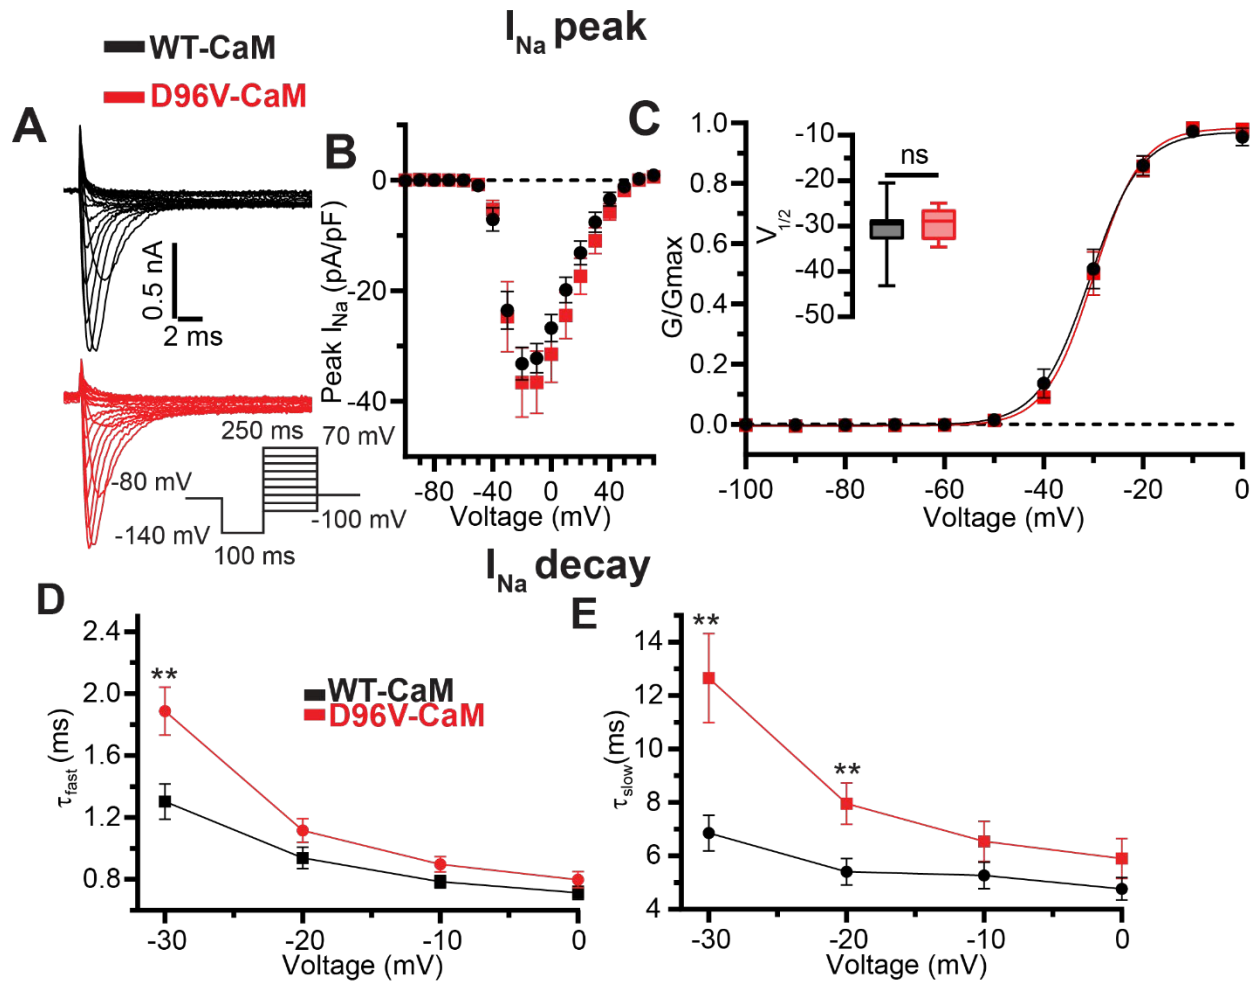 I_Na peak
WT-CaM
D96V-CaM
A
0.5 nA
2 ms
250 ms
70 mV
-80 mV
-100 mV
-140 mV
100 ms
B
Peak I_Na (pA/pF)
0
-20
-40
-80 -40 0 40
Voltage (mV)
C
G/Gmax
1.0
0.8
0.6
0.4
0.2
0.0
-100 -80 -60 -40 -20 0
Voltage (mV)
V_1/2
-10
-20
-30
-40
-50
ns
I_Na decay
D
τ_fast (ms)
2.4
2.0
1.6
1.2
0.8
**
WT-CaM
D96V-CaM
-30 -20 -10 0
Voltage (mV)
E
τ_slow (ms)
14
12
10
8
6
4
**
**
-30 -20 -10 0
Voltage (mV)